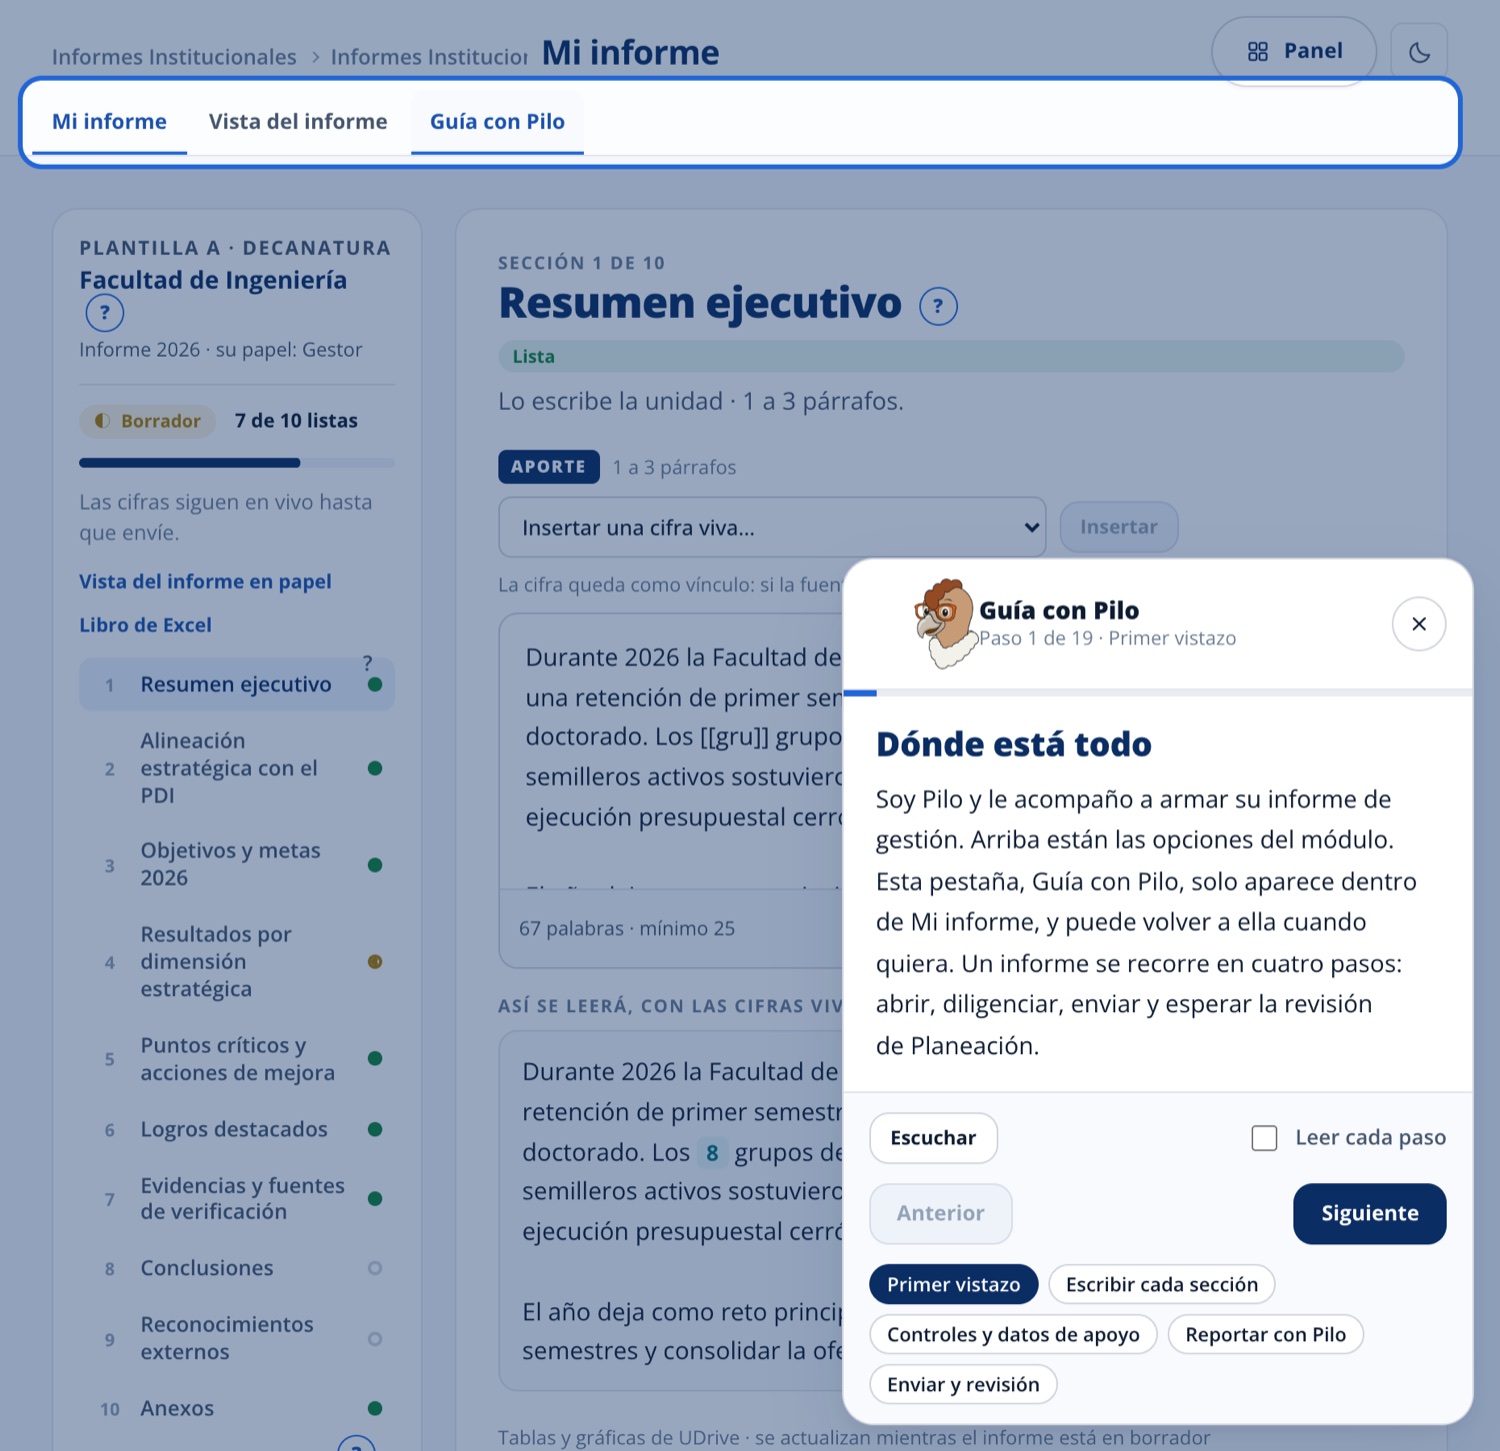 Informes Institucionales > Informes Institucior Mi informe
Panel
Mi informe
Vista del informe
Guía con Pilo
PLANTILLA A · DECANATURA
Facultad de Ingeniería
?
Informe 2026 · su papel: Gestor
Borrador
7 de 10 listas
Las cifras siguen en vivo hasta
que envíe.
Vista del informe en papel
Libro de Excel
?
1 Resumen ejecutivo
2 Alineación
estratégica con el
PDI
3 Objetivos y metas
2026
4 Resultados por
dimensión
estratégica
5 Puntos críticos y
acciones de mejora
6 Logros destacados
7 Evidencias y fuentes
de verificación
8 Conclusiones
9 Reconocimientos
externos
10 Anexos
SECCIÓN 1 DE 10
Resumen ejecutivo ?
Lista
Lo escribe la unidad · 1 a 3 párrafos.
APORTE 1 a 3 párrafos
Insertar una cifra viva...
Insertar
La cifra queda como vínculo: si la fuen
Durante 2026 la Facultad de
una retención de primer sem
doctorado. Los [[gru]] grupo
semilleros activos sostuviero
ejecución presupuestal cerró
67 palabras · mínimo 25
ASÍ SE LEERÁ, CON LAS CIFRAS VIV
Durante 2026 la Facultad de
retención de primer semestr
doctorado. Los 8 grupos de
semilleros activos sostuviero
ejecución presupuestal cerró
El año deja como reto princip
semestres y consolidar la ofe
Tablas y gráficas de UDrive · se actualizan mientras el informe está en borrador
Guía con Pilo
Paso 1 de 19 · Primer vistazo
Dónde está todo
Soy Pilo y le acompaño a armar su informe de
gestión. Arriba están las opciones del módulo.
Esta pestaña, Guía con Pilo, solo aparece dentro
de Mi informe, y puede volver a ella cuando
quiera. Un informe se recorre en cuatro pasos:
abrir, diligenciar, enviar y esperar la revisión
de Planeación.
Escuchar
Leer cada paso
Anterior
Siguiente
Primer vistazo
Escribir cada sección
Controles y datos de apoyo
Reportar con Pilo
Enviar y revisión